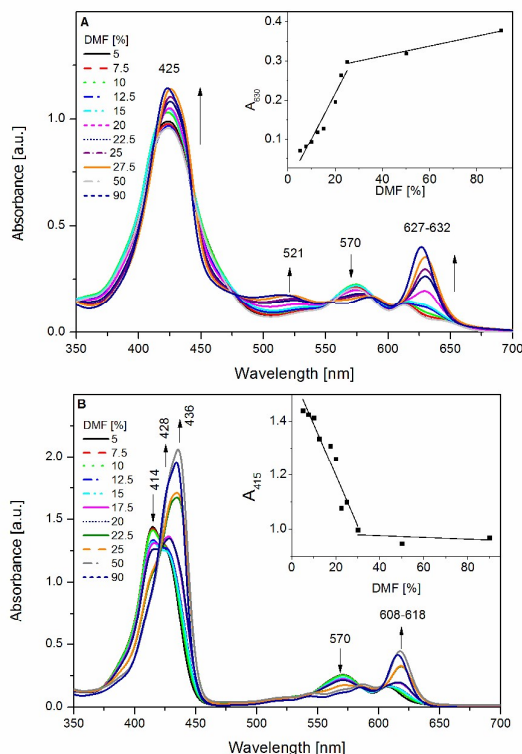 A
DMF [%]
5
7.5
10
12.5
15
20
22.5
25
27.5
50
90
425
521
570
627-632
Absorbance [a.u.]
1.0
0.5
0.0
350 400 450 500 550 600 650 700
Wavelength [nm]
A630
0.4
0.3
0.2
0.1
0 20 40 60 80
DMF [%]
B
DMF [%]
5
7.5
10
12.5
15
17.5
20
22.5
25
50
90
414
428
436
570
608-618
Absorbance [a.u.]
2.0
1.5
1.0
0.5
0.0
350 400 450 500 550 600 650 700
Wavelength [nm]
A415
1.4
1.2
1.0
0 20 40 60 80
DMF [%]